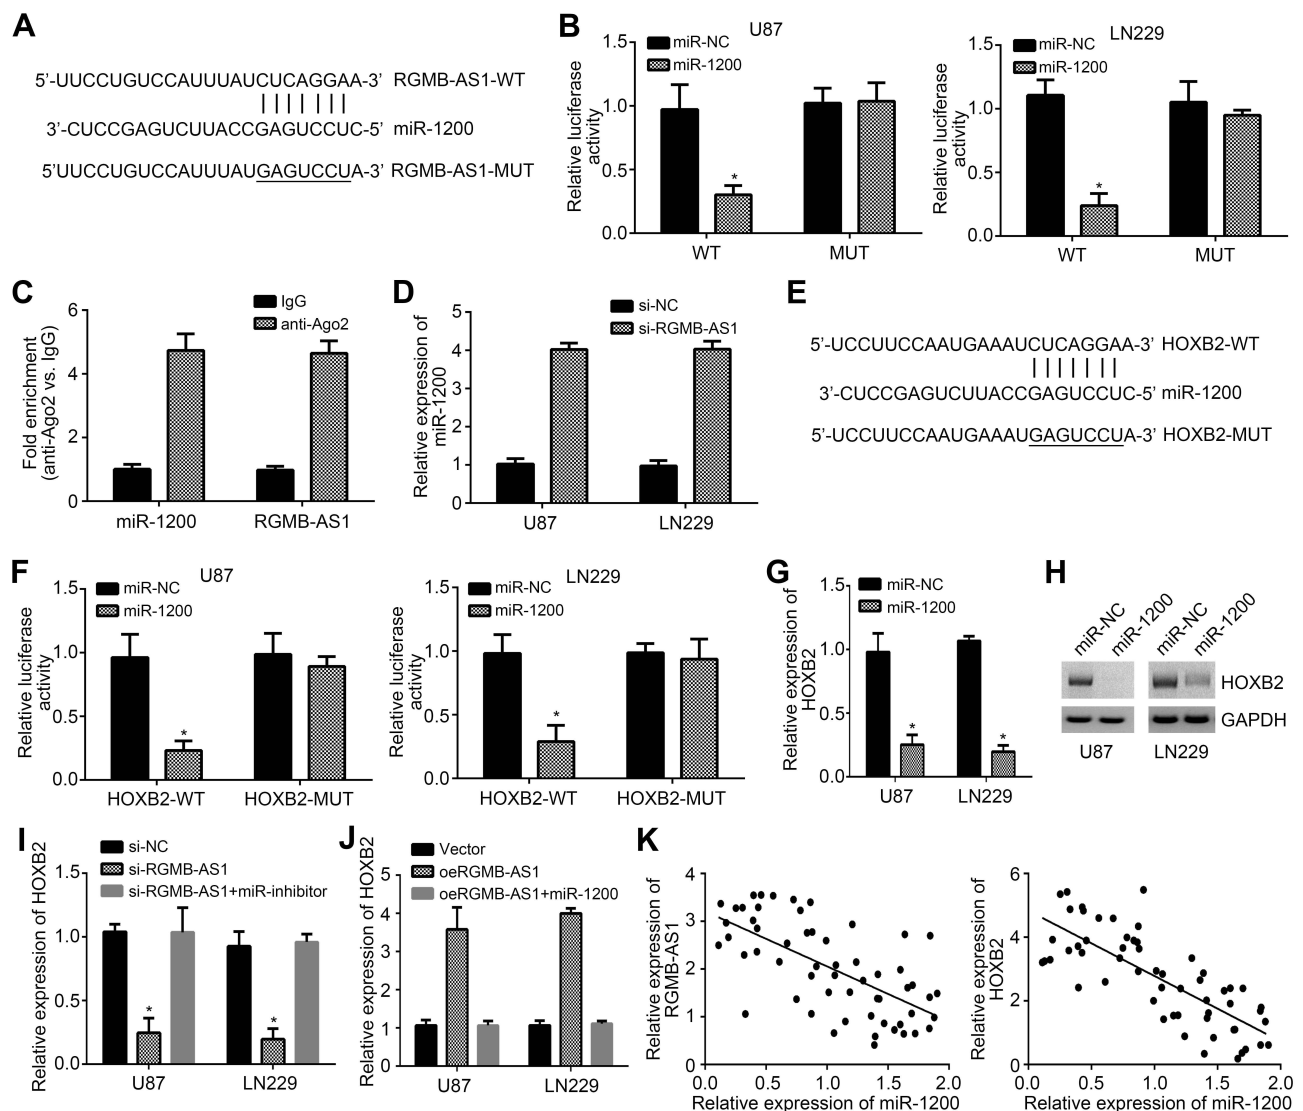 A
5'-UUCCUGUCCAUUUAUCUCAGGAA-3' RGMB-AS1-WT
3'-CUCCGAGUCUUACCGAGUCCUC-5' miR-1200
5'UUCCUGUCCAUUUAUGAGUCCUA-3' RGMB-AS1-MUT
B
U87
miR-NC
miR-1200
Relative luciferase
activity
1.5
1.0
0.5
0.0
*
WT
MUT
LN229
miR-NC
miR-1200
Relative luciferase
activity
1.5
1.0
0.5
0.0
*
WT
MUT
C
IgG
anti-Ago2
Fold enrichment
(anti-Ago2 vs. IgG)
6
4
2
0
miR-1200
RGMB-AS1
D
si-NC
si-RGMB-AS1
Relative expression of
miR-1200
5
4
3
2
1
0
U87
LN229
E
5'-UCCUUCCAAUGAAAUCUCAGGAA-3' HOXB2-WT
3'-CUCCGAGUCUUACCGAGUCCUC-5' miR-1200
5'-UCCUUCCAAUGAAAUGAGUCCUA-3' HOXB2-MUT
F
U87
miR-NC
miR-1200
Relative luciferase
activity
1.5
1.0
0.5
0.0
*
HOXB2-WT
HOXB2-MUT
LN229
miR-NC
miR-1200
Relative luciferase
activity
1.5
1.0
0.5
0.0
*
HOXB2-WT
HOXB2-MUT
G
miR-NC
miR-1200
Relative expression of
HOXB2
1.5
1.0
0.5
0.0
*
*
U87
LN229
H
miR-NC
miR-1200
miR-NC
miR-1200
HOXB2
GAPDH
U87
LN229
I
si-NC
si-RGMB-AS1
si-RGMB-AS1+miR-inhibitor
Relative expression of HOXB2
1.5
1.0
0.5
0.0
*
*
U87
LN229
J
Vector
oeRGMB-AS1
oeRGMB-AS1+miR-1200
Relative expression of HOXB2
5
4
3
2
1
0
U87
LN229
K
Relative expression of
RGMB-AS1
4
3
2
1
0
0.0
0.5
1.0
1.5
2.0
Relative expression of miR-1200
Relative expression of
HOXB2
6
4
2
0
0.0
0.5
1.0
1.5
2.0
Relative expression of miR-1200